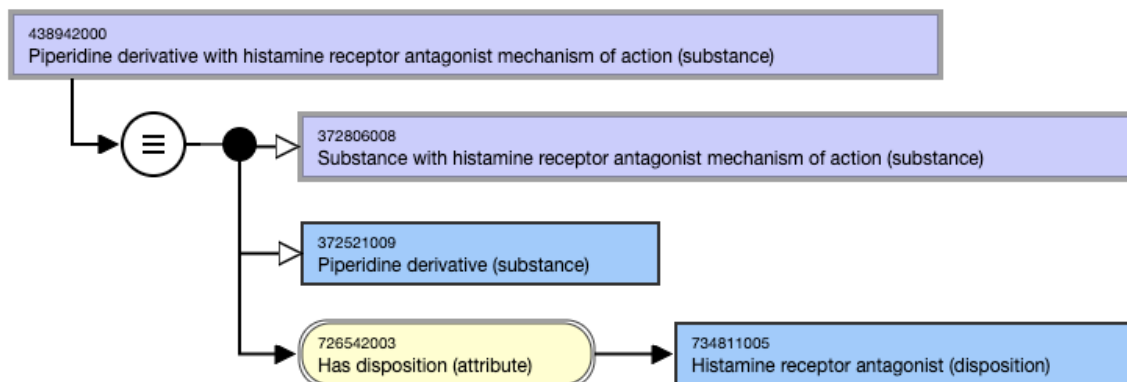 438942000
Piperidine derivative with histamine receptor antagonist mechanism of action (substance)
372806008
Substance with histamine receptor antagonist mechanism of action (substance)
372521009
Piperidine derivative (substance)
726542003
Has disposition (attribute)
734811005
Histamine receptor antagonist (disposition)